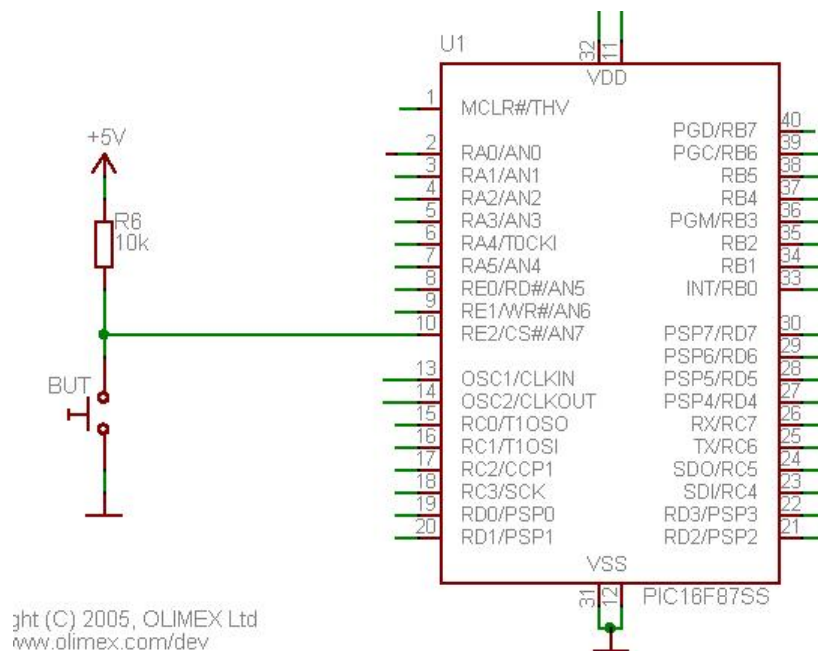 U1
32 11
VDD
1 MCLR#/THV
PGD/RB7 40
+5V
2 RA0/AN0
PGC/RB6 39
3 RA1/AN1
RB5 38
4 RA2/AN2
RB4 37
R6
10k
5 RA3/AN3
PGM/RB3 36
6 RA4/T0CKI
RB2 35
7 RA5/AN4
RB1 34
8 RE0/RD#/AN5
INT/RB0 33
9 RE1/WR#/AN6
10 RE2/CS#/AN7
PSP7/RD7 30
PSP6/RD6 29
BUT
13 OSC1/CLKIN
PSP5/RD5 28
14 OSC2/CLKOUT
PSP4/RD4 27
15 RC0/T1OSO
RX/RC7 26
16 RC1/T1OSI
TX/RC6 25
17 RC2/CCP1
SDO/RC5 24
18 RC3/SCK
SDI/RC4 23
19 RD0/PSP0
RD3/PSP3 22
20 RD1/PSP1
RD2/PSP2 21
VSS
31 12
PIC16F87SS
ght (C) 2005, OLIMEX Ltd
www.olimex.com/dev